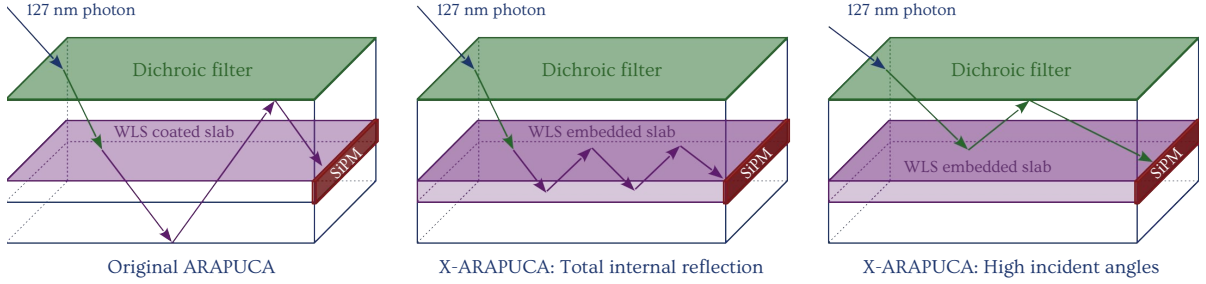 127 nm photon
Dichroic filter
WLS coated slab
SiPM
Original ARAPUCA
127 nm photon
Dichroic filter
WLS embedded slab
SiPM
X-ARAPUCA: Total internal reflection
127 nm photon
Dichroic filter
WLS embedded slab
SiPM
X-ARAPUCA: High incident angles